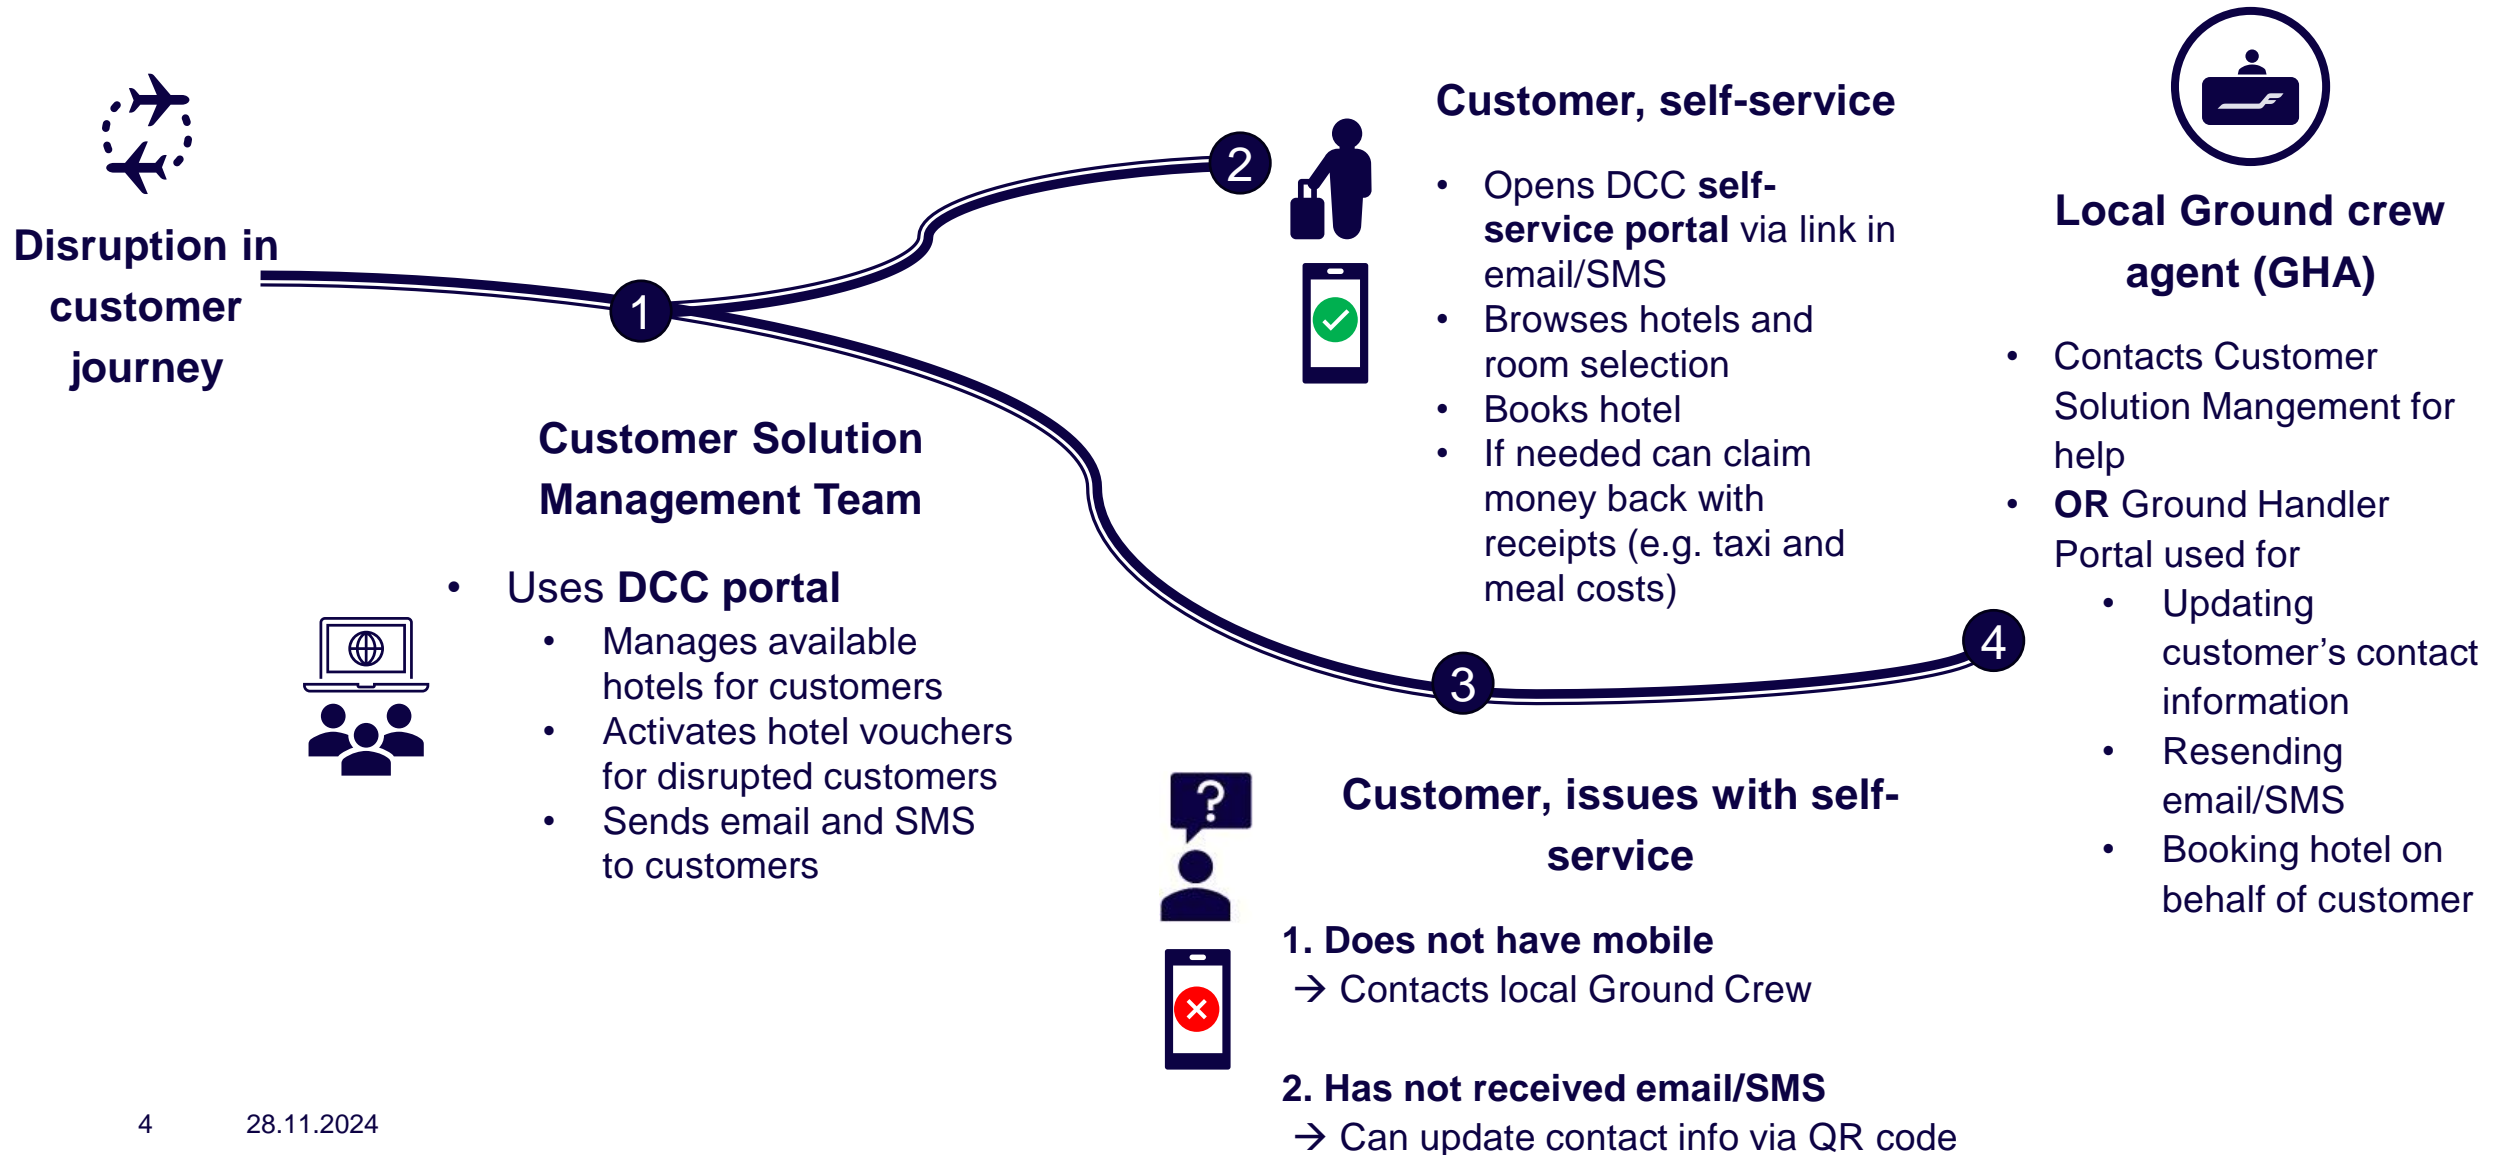 Disruption in
customer
journey
1
Customer Solution
Management Team
• Uses DCC portal
• Manages available
hotels for customers
• Activates hotel vouchers
for disrupted customers
• Sends email and SMS
to customers
2
Customer, self-service
• Opens DCC self-
service portal via link in
email/SMS
• Browses hotels and
room selection
• Books hotel
• If needed can claim
money back with
receipts (e.g. taxi and
meal costs)
3
?
Customer, issues with self-
service
1. Does not have mobile
→ Contacts local Ground Crew
2. Has not received email/SMS
→ Can update contact info via QR code
4
Local Ground crew
agent (GHA)
• Contacts Customer
Solution Mangement for
help
• OR Ground Handler
Portal used for
• Updating
customer’s contact
information
• Resending
email/SMS
• Booking hotel on
behalf of customer
4 28.11.2024